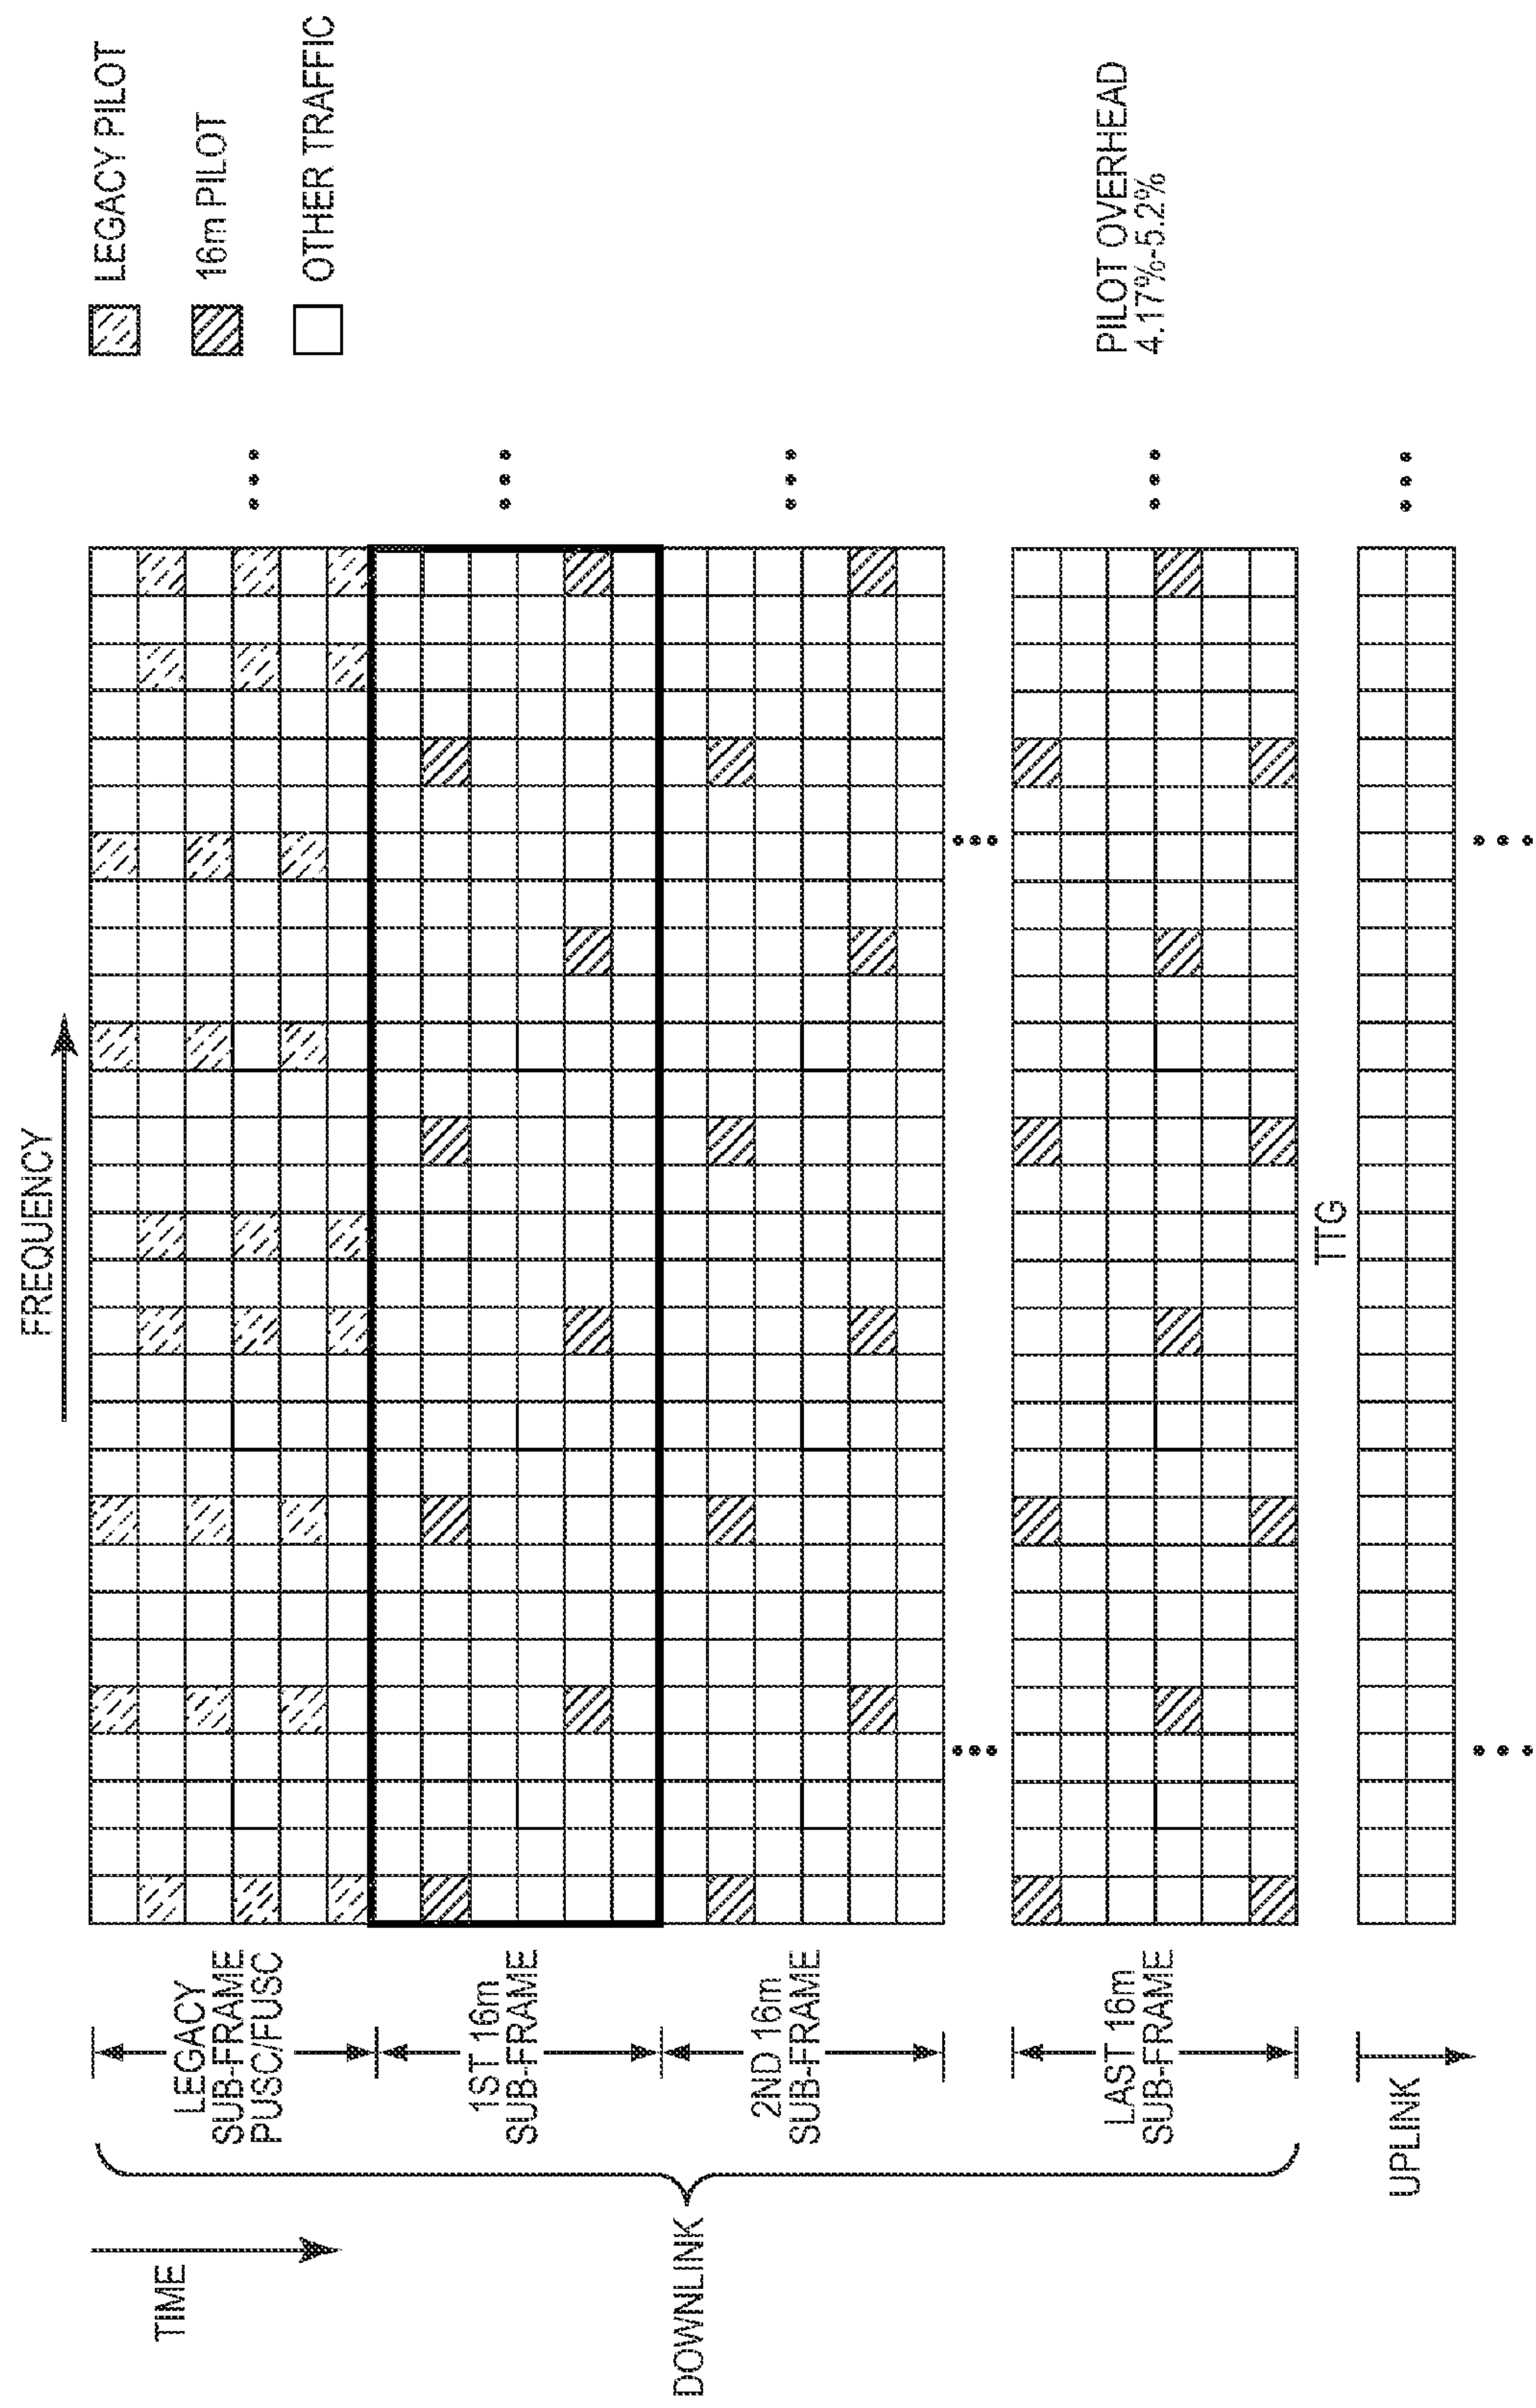 FREQUENCY
TIME
DOWNLINK
LEGACY
SUB-FRAME
PUSC/FUSC
1ST 16m
SUB-FRAME
2ND 16m
SUB-FRAME
LAST 16m
SUB-FRAME
TTG
UPLINK
LEGACY PILOT
16m PILOT
OTHER TRAFFIC
PILOT OVERHEAD
4.17%-5.2%